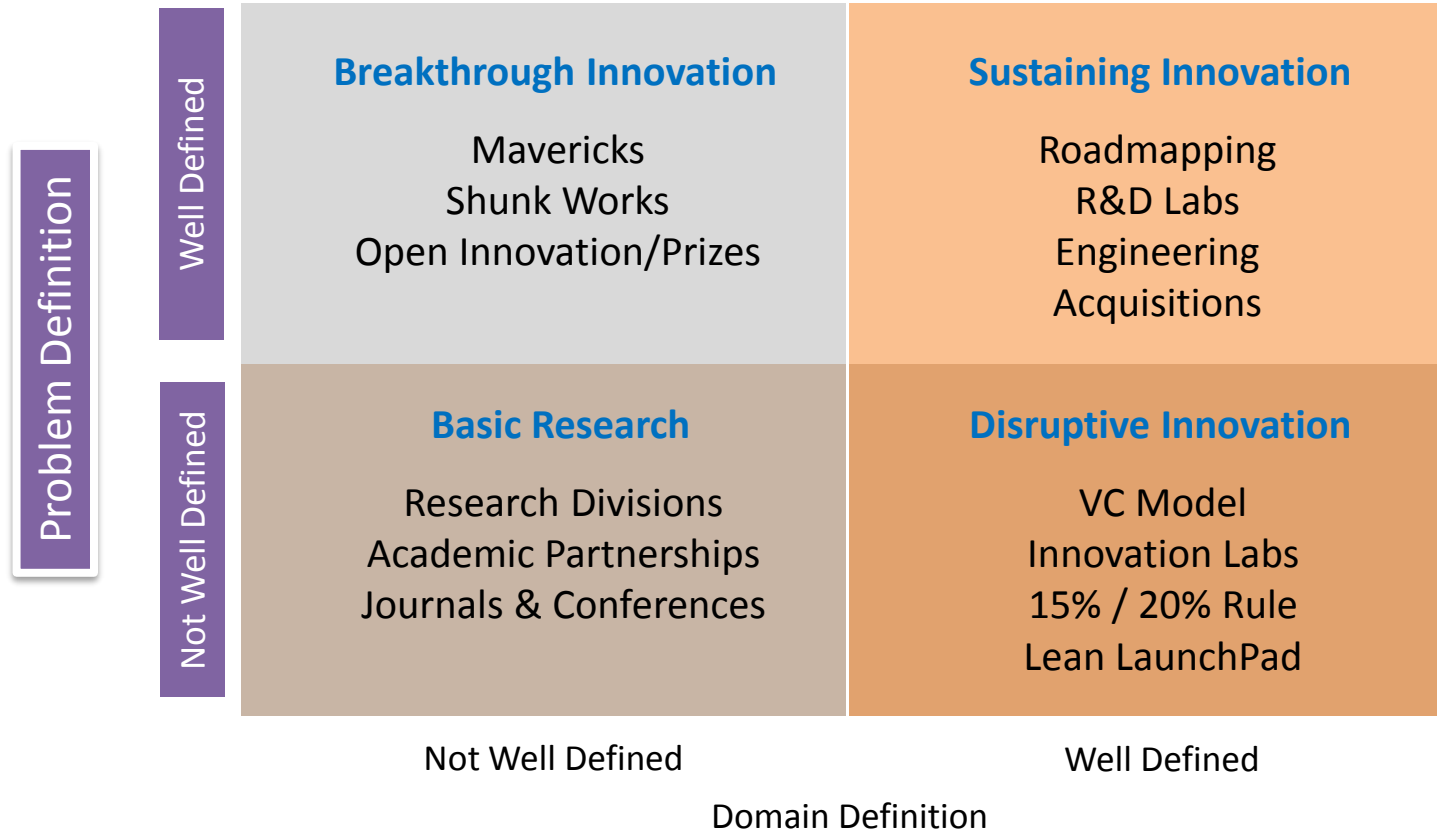 Problem Definition
Well Defined
Not Well Defined
Breakthrough Innovation
Mavericks
Shunk Works
Open Innovation/Prizes
Sustaining Innovation
Roadmapping
R&D Labs
Engineering
Acquisitions
Basic Research
Research Divisions
Academic Partnerships
Journals & Conferences
Disruptive Innovation
VC Model
Innovation Labs
15% / 20% Rule
Lean LaunchPad
Not Well Defined
Well Defined
Domain Definition